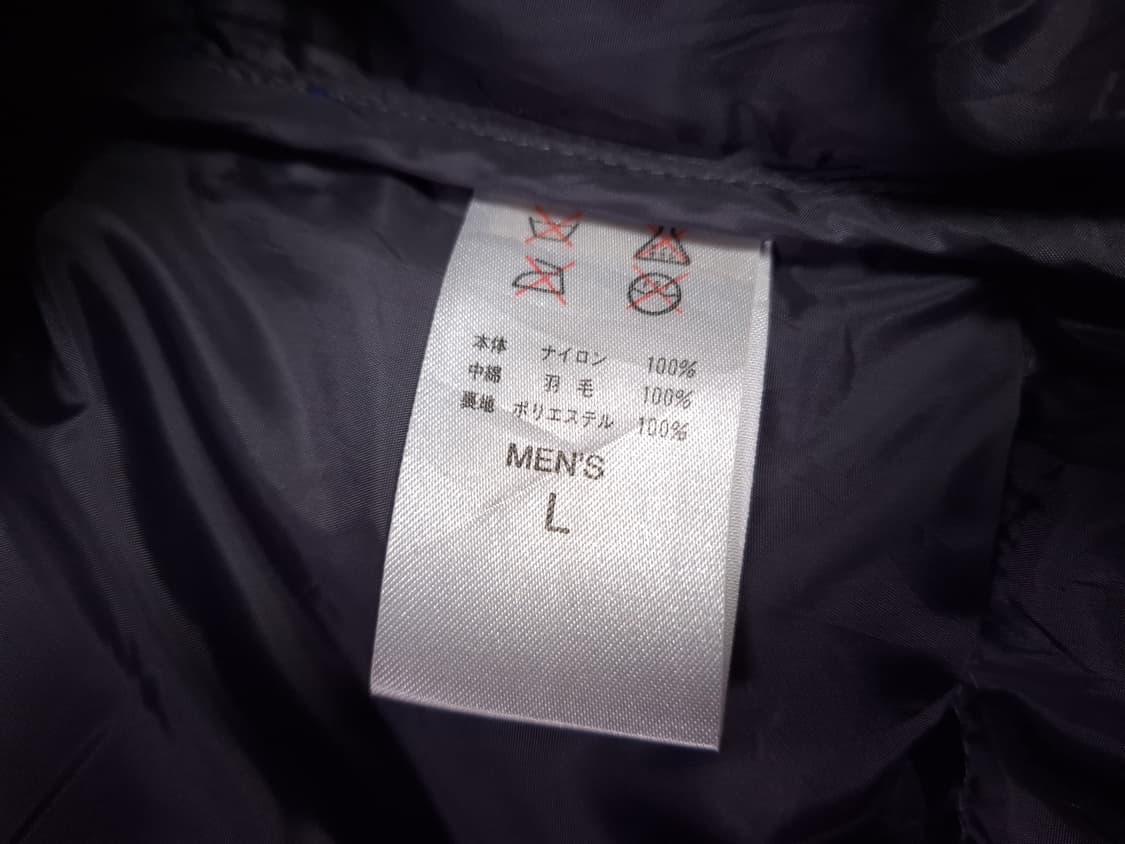 本体 ナイロン 100%
中綿 羽毛 100%
裏地 ポリエステル 100%
MEN'S
L